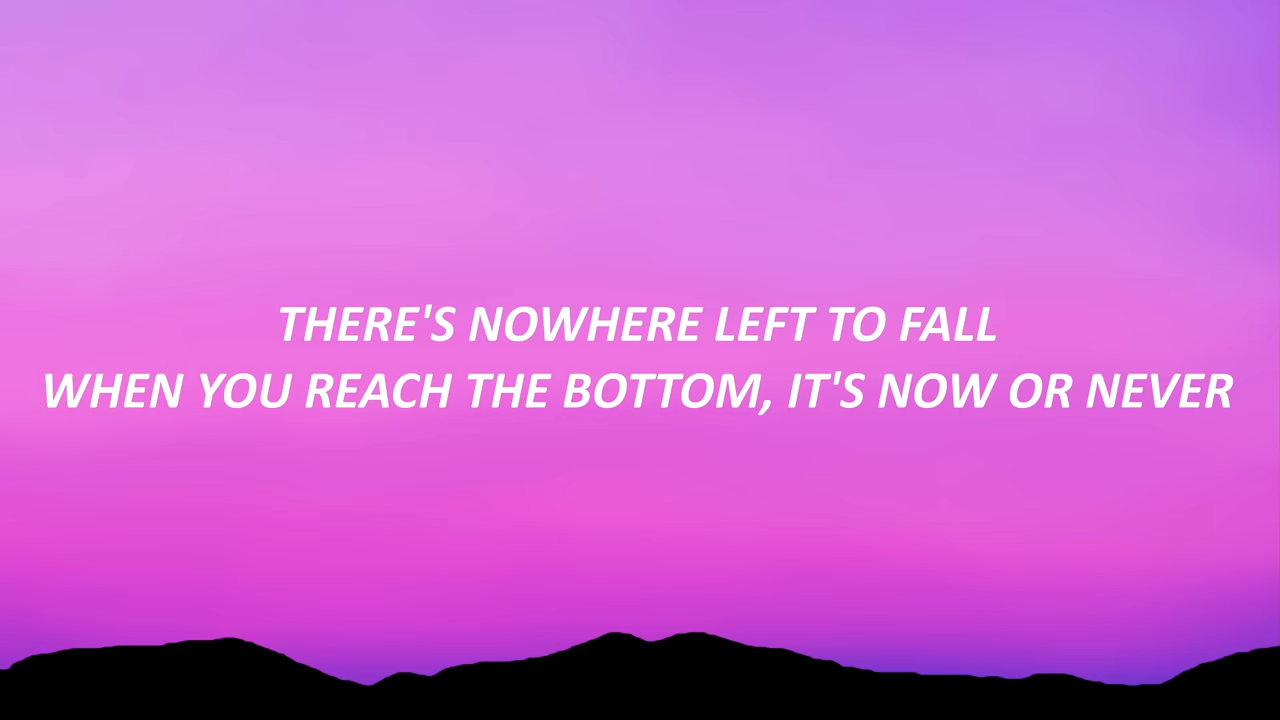 THERE'S NOWHERE LEFT TO FALL
WHEN YOU REACH THE BOTTOM, IT'S NOW OR NEVER